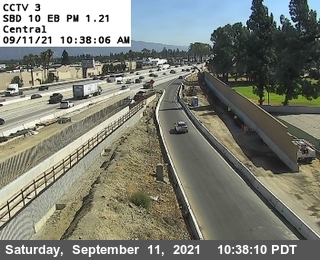 CCTV 3
SBD 10 EB PM 1.21
Central
09/11/21 10:38:06 AM
Saturday, September 11, 2021 10:38:10 PDT